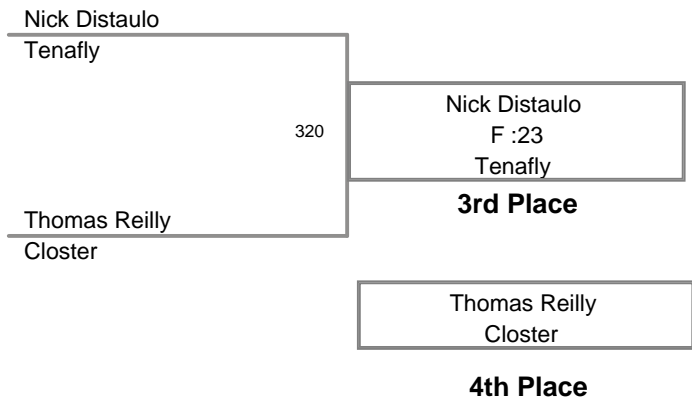 Nick Distaulo
Tenafly
Nick Distaulo
320
F :23
Tenafly
3rd Place
Thomas Reilly
Closter
Thomas Reilly
Closter
4th Place